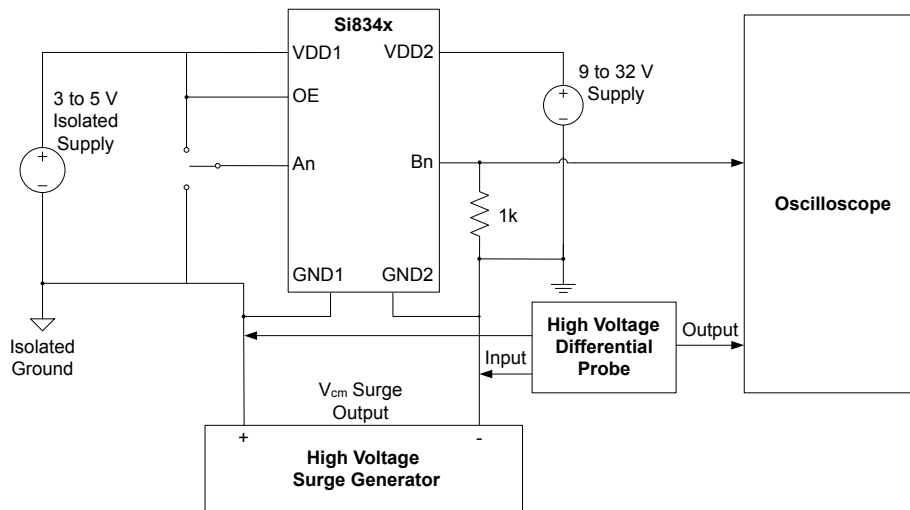 Si834x
VDD1
VDD2
3 to 5 V
Isolated
Supply
+
−
OE
9 to 32 V
Supply
+
−
An
Bn
1k
Oscilloscope
GND1
GND2
Isolated
Ground
High Voltage
Differential
Probe
Output
Input
Vcm Surge
Output
+
-
High Voltage
Surge Generator